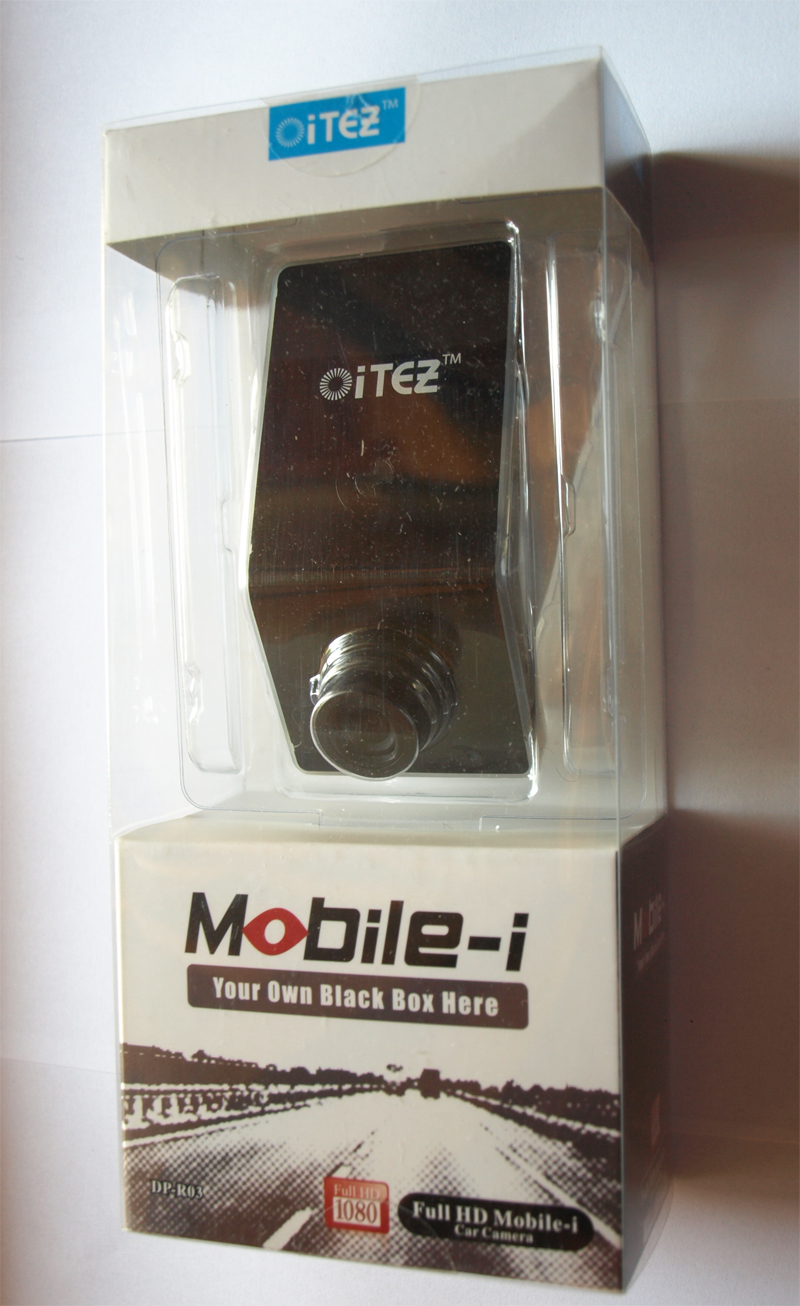 iTEZ™
iTEZ™
Mobile-i
Your Own Black Box Here
DP-R03
Full HD
1080
Full HD Mobile-i
Car Camera